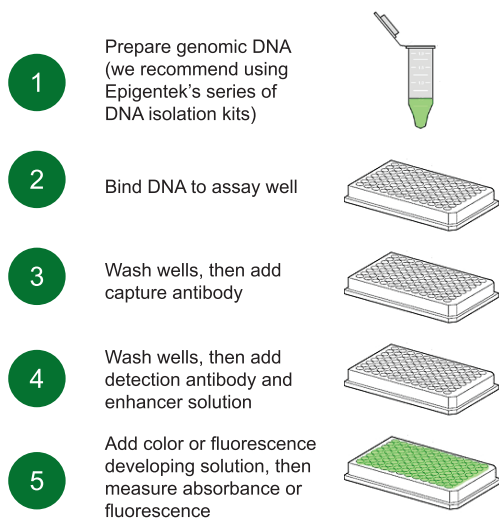 1
Prepare genomic DNA
(we recommend using
Epigentek's series of
DNA isolation kits)
2
Bind DNA to assay well
3
Wash wells, then add
capture antibody
4
Wash wells, then add
detection antibody and
enhancer solution
5
Add color or fluorescence
developing solution, then
measure absorbance or
fluorescence